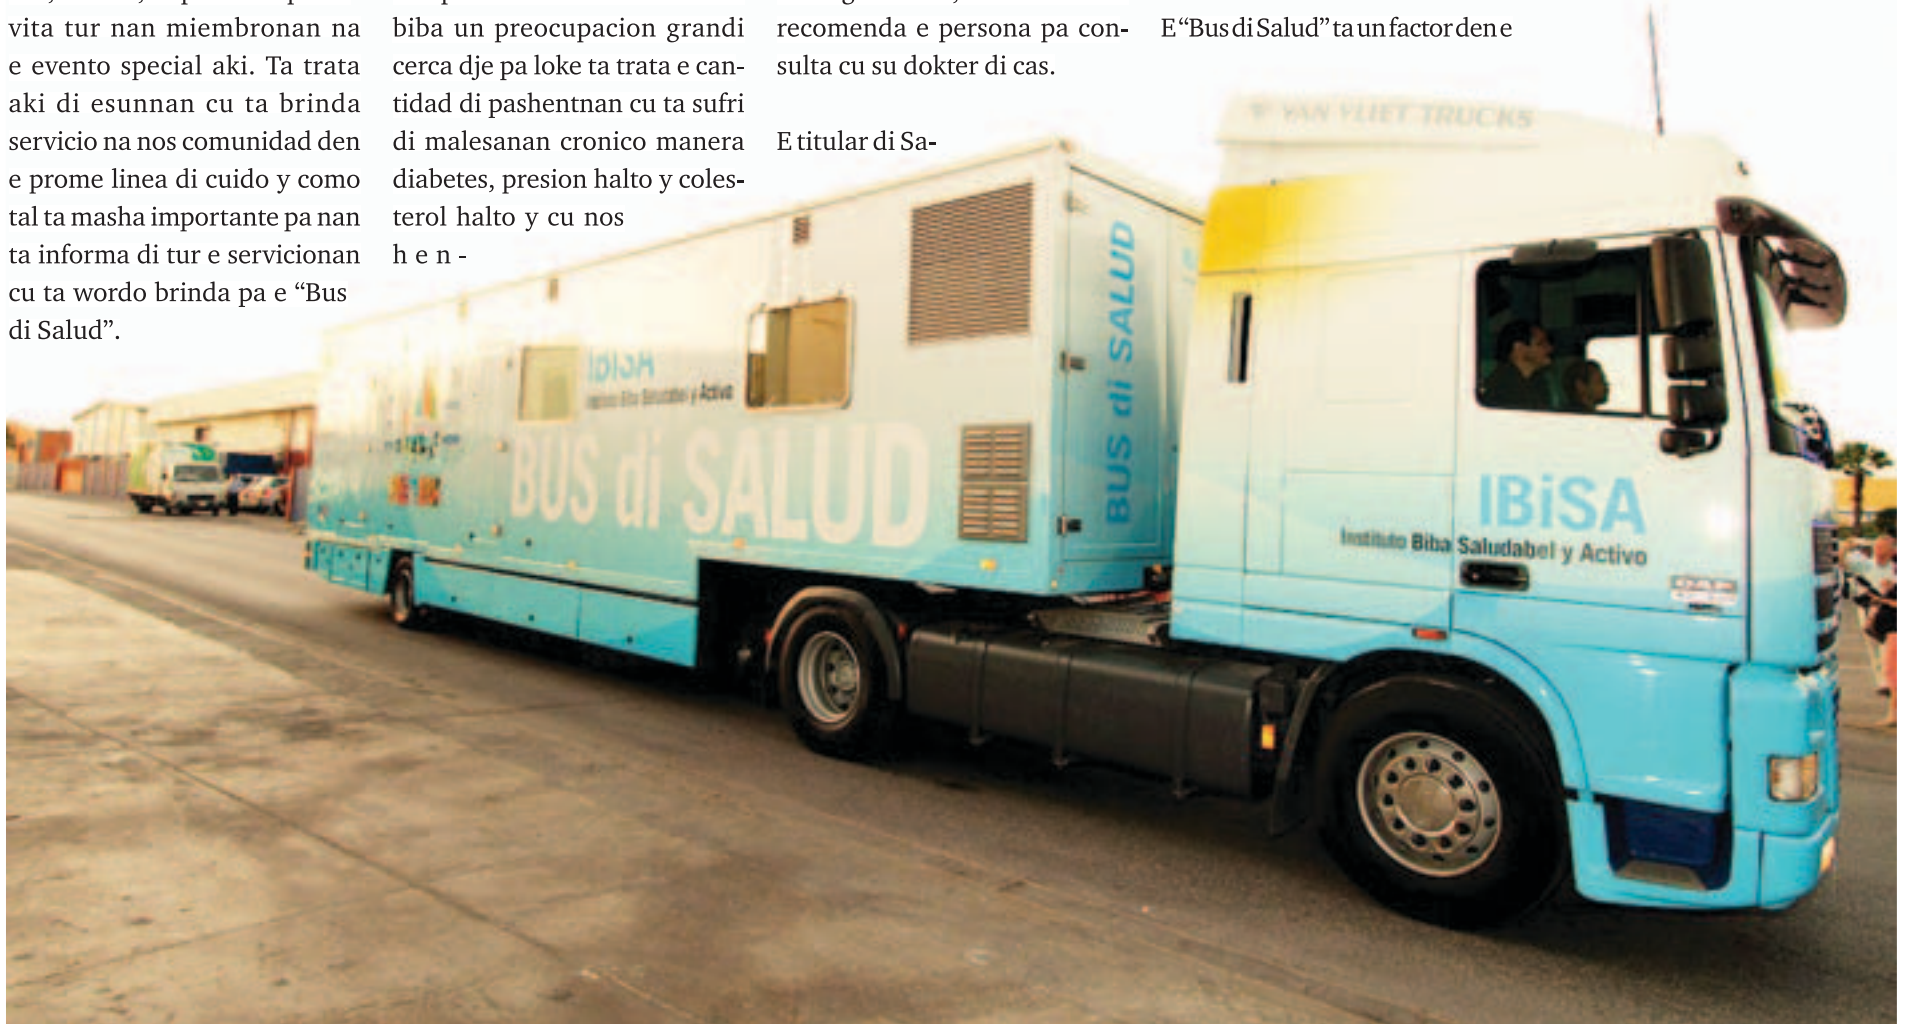 vita tur nan miembronan na
e evento special aki. Ta trata
aki di esunnan cu ta brinda
servicio na nos comunidad den
e prome linea di cuido y como
tal ta masha importante pa nan
ta informa di tur e servicionan
cu ta wordo brinda pa e “Bus
di Salud”.
biba un preocupacion grandi
cerca dje pa loke ta trata e can-
tidad di pashentnan cu ta sufri
di malesanan cronico manera
diabetes, presion halto y coles-
terol halto y cu nos
h e n -
recomenda e persona pa con-
sulta cu su dokter di cas.
E titular di Sa-
E “Bus di Salud” ta un factor den e
VAN VLIET TRUCKS
IBiSA
Instituto Biba Saludabel y Activo
BUS di SALUD
BUS di SALUD
IBiSA
Instituto Biba Saludabel y Activo
DAF